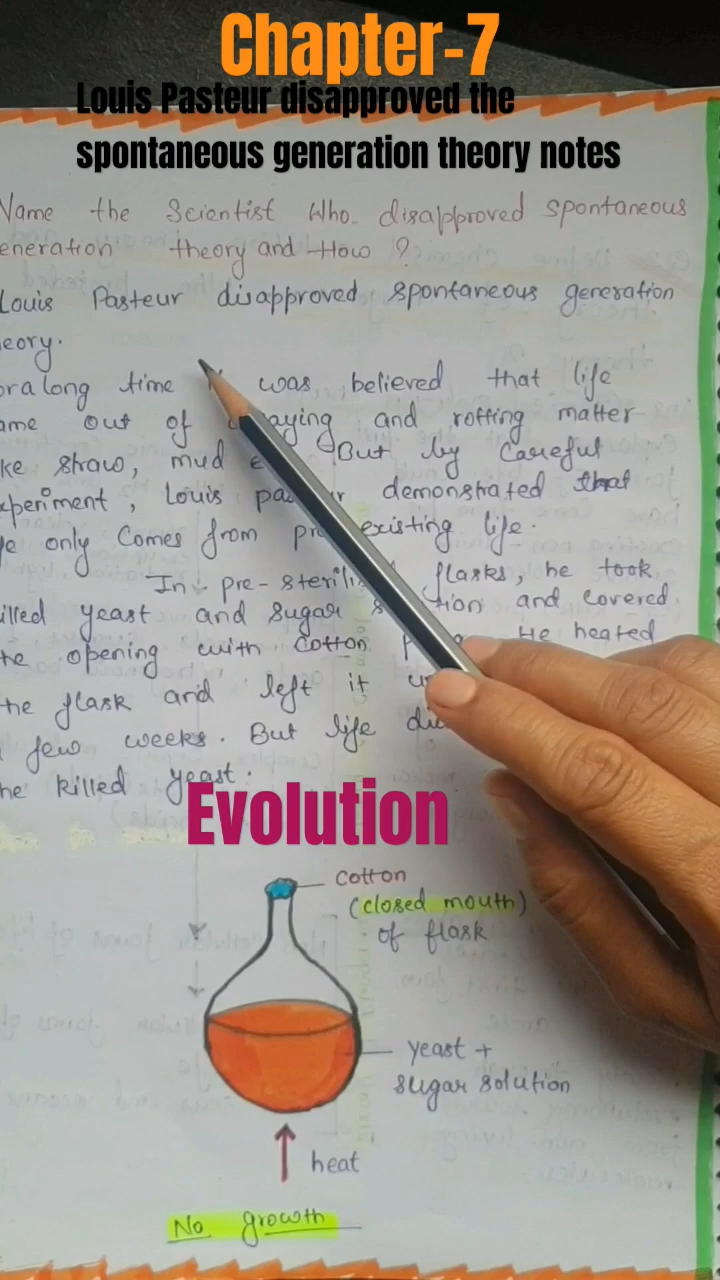 Chapter-7
Louis Pasteur disapproved the
spontaneous generation theory notes
Name the Scientist Who disapproved spontaneous
eneration theory and How ?
Louis Pasteur disapproved spontaneous generation
eory.
or a long time was believed that life
ame out of aying and rotting matter
ke straw, mud But by Careful
xperiment, Louis pa r demonstrated that
fe only Comes from pre existing life.
In pre-sterili flasks, he took
illed yeast and sugar s tion and covered
he opening with cotton He heated
the flask and left it
few weeks. But life di
he killed yeast.
Evolution
cotton
(closed mouth)
of flask
yeast +
sugar solution
heat
No growth